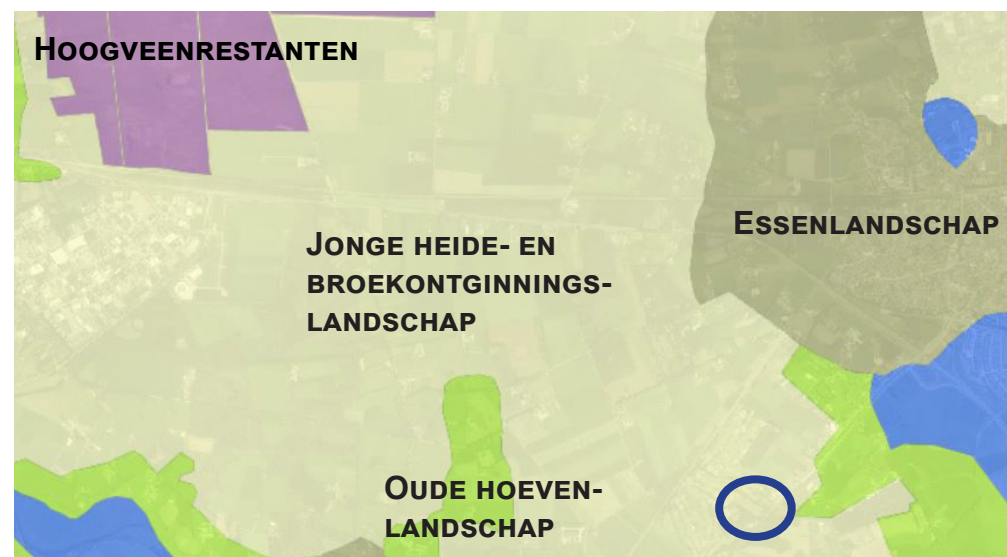 Hoogveenrestanten
Essenlandschap
Jonge heide- en
broekontginnings-
landschap
Oude hoeven-
landschap